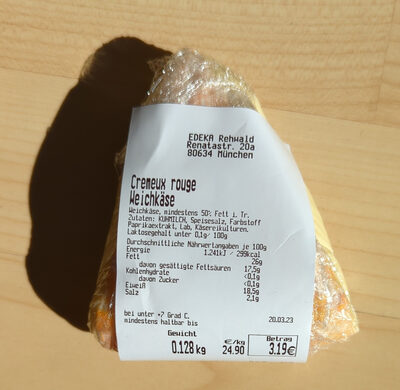 EDEKA Rehwald
Renatastr. 20a
80634 München
Cremeux rouge
Weichkäse
Weichkäse, mindestens 50% Fett i. Tr.
Zutaten: KUHMILCH, Speisesalz, Farbstoff
Paprikaextrakt, Lab, Käsereikulturen.
Laktosegehalt unter 0,1g/ 100g
Durchschnittliche Nährwertangaben je 100g
Energie 1.241kJ / 299kcal
Fett 26g
davon gesättigte Fettsäuren 17,5g
Kohlenhydrate <0,1g
davon Zucker <0,1g
Eiweiß 18,5g
Salz 2,1g
bei unter +7 Grad C.
mindestens haltbar bis 20.03.23
Gewicht €/kg Betrag
0.128 kg 24.90 3.19€